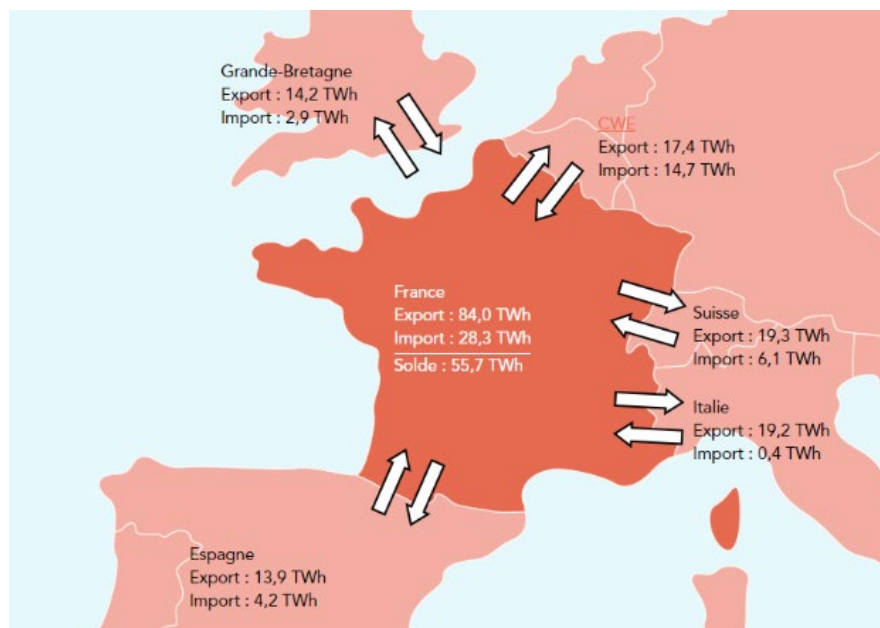 Grande-Bretagne
Export : 14,2 TWh
Import : 2,9 TWh
CWE
Export : 17,4 TWh
Import : 14,7 TWh
France
Export : 84,0 TWh
Import : 28,3 TWh
Solde : 55,7 TWh
Suisse
Export : 19,3 TWh
Import : 6,1 TWh
Italie
Export : 19,2 TWh
Import : 0,4 TWh
Espagne
Export : 13,9 TWh
Import : 4,2 TWh